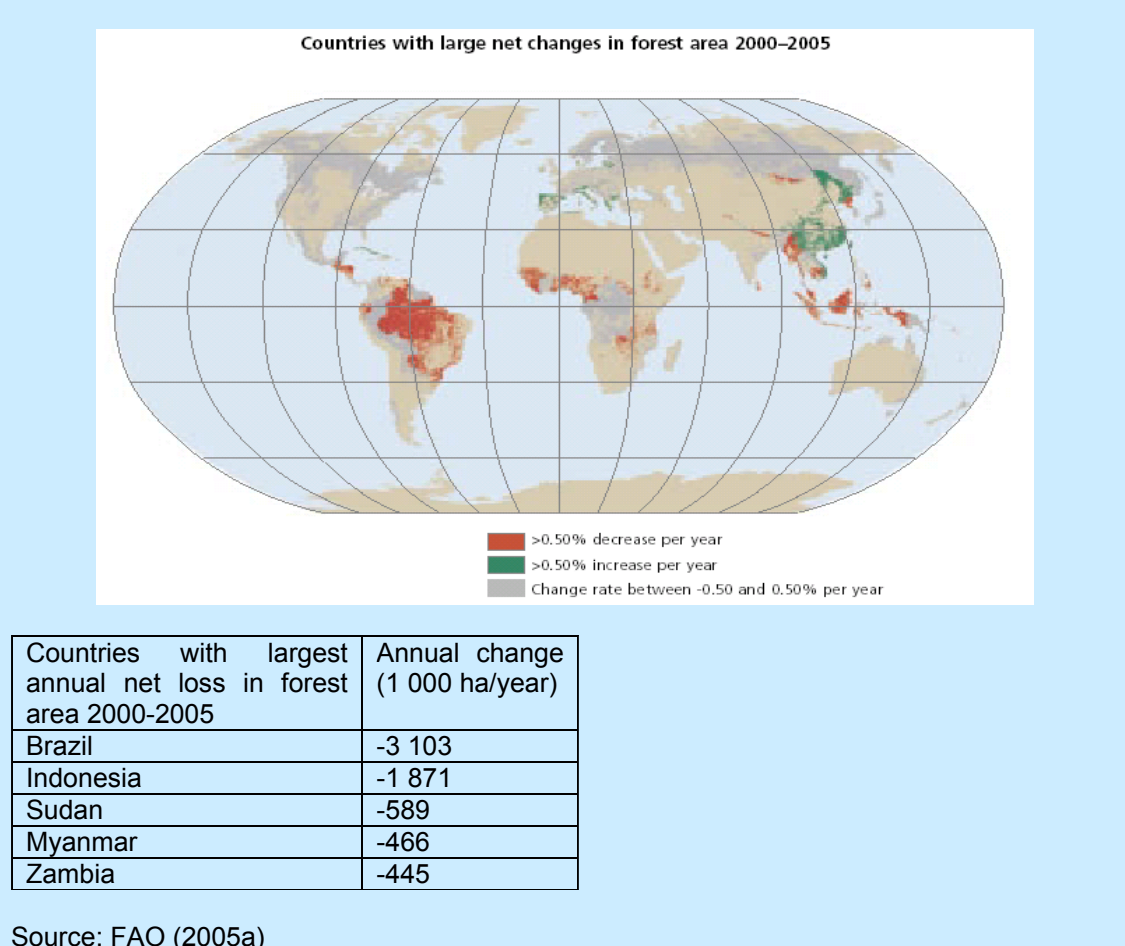 Countries with large net changes in forest area 2000–2005
>0.50% decrease per year
>0.50% increase per year
Change rate between -0.50 and 0.50% per year
Countries with largest annual net loss in forest area 2000-2005
Annual change (1 000 ha/year)
Brazil -3 103
Indonesia -1 871
Sudan -589
Myanmar -466
Zambia -445
Source: FAO (2005a)